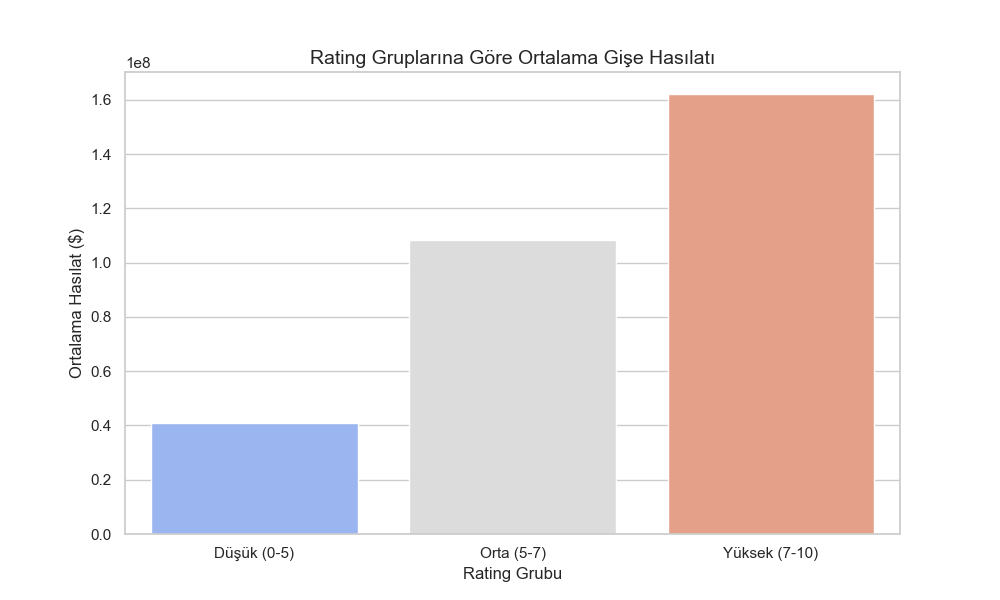 Rating Gruplarına Göre Ortalama Gişe Hasılatı
1e8
1.6
1.4
1.2
1.0
0.8
0.6
0.4
0.2
0.0
Ortalama Hasılat ($)
Düşük (0-5) Orta (5-7) Yüksek (7-10)
Rating Grubu